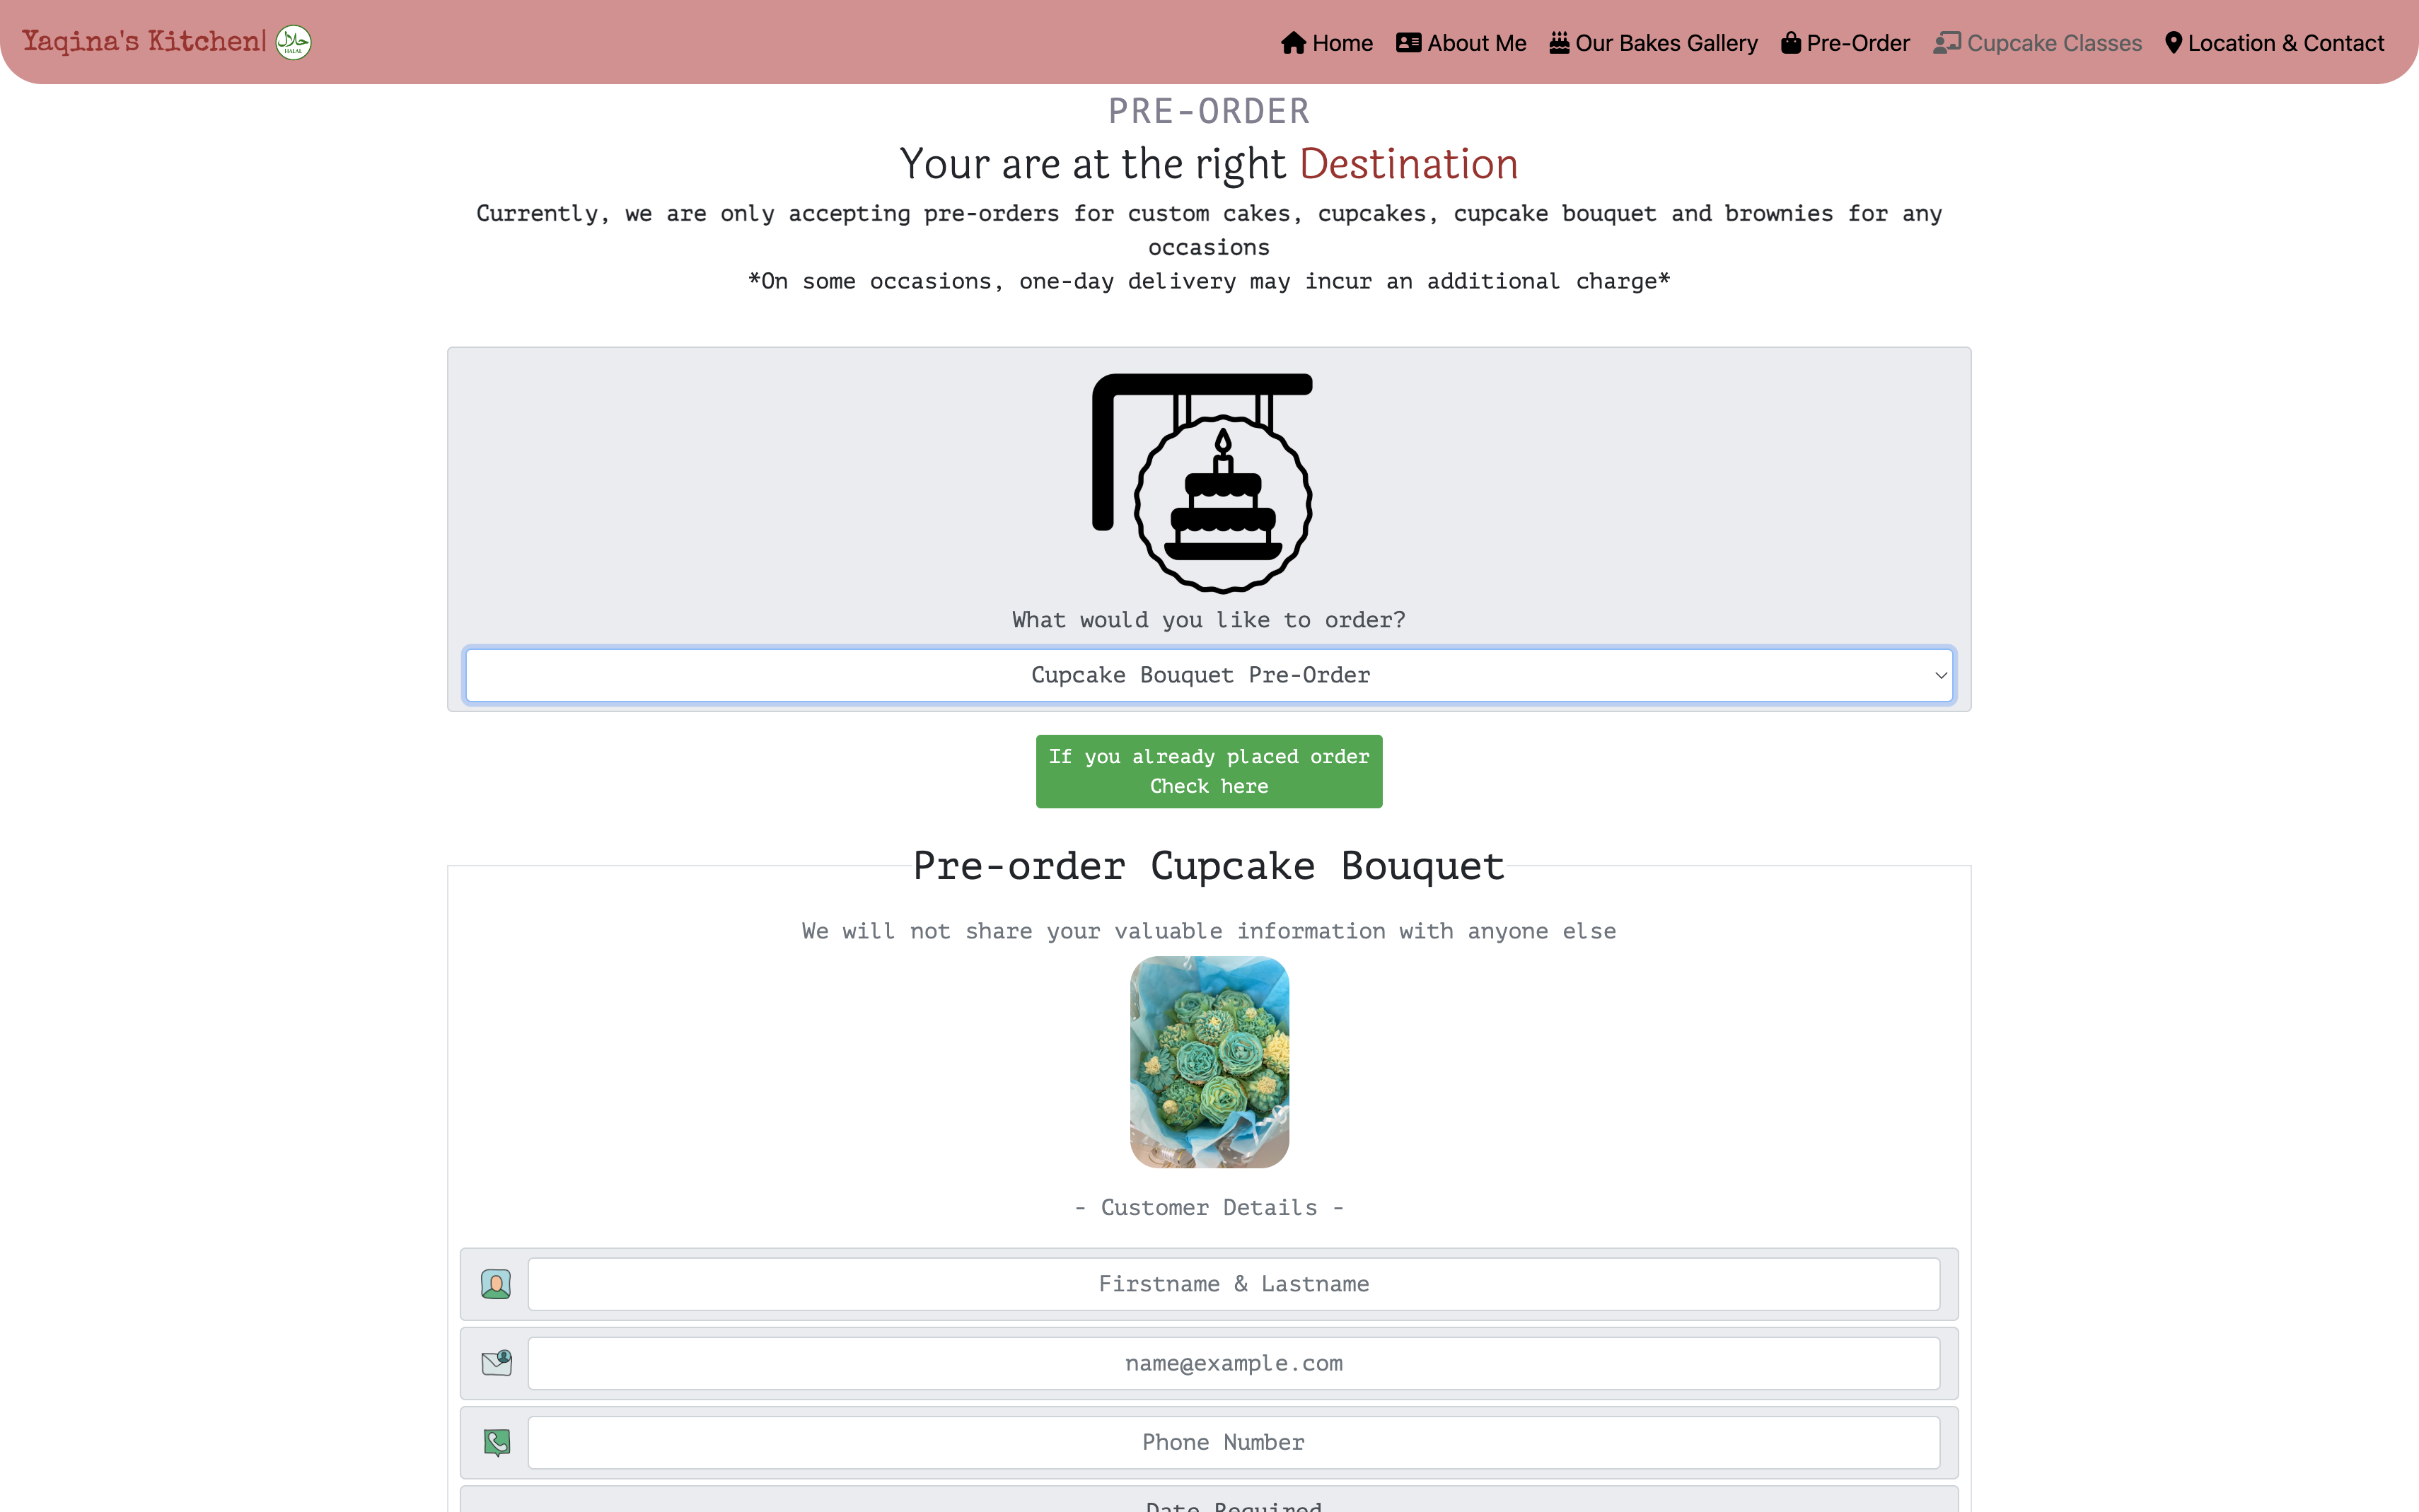 Yaqina's Kitchen|
حلال
HALAL
Home
About Me
Our Bakes Gallery
Pre-Order
Cupcake Classes
Location & Contact
PRE-ORDER
Your are at the right Destination
Currently, we are only accepting pre-orders for custom cakes, cupcakes, cupcake bouquet and brownies for any
occasions
*On some occasions, one-day delivery may incur an additional charge*
What would you like to order?
Cupcake Bouquet Pre-Order
If you already placed order
Check here
Pre-order Cupcake Bouquet
We will not share your valuable information with anyone else
- Customer Details -
Firstname & Lastname
name@example.com
Phone Number
Date Required